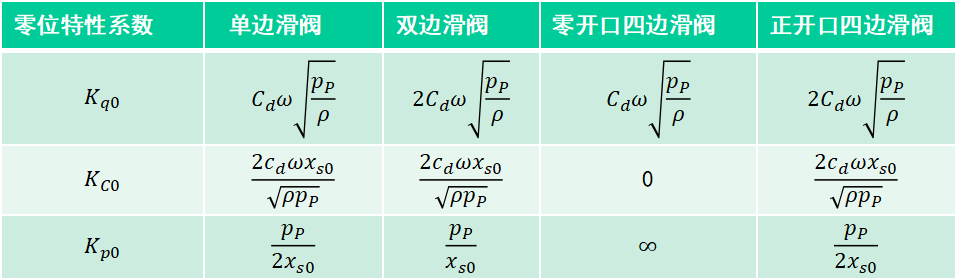 零位特性系数 单边滑阀 双边滑阀 零开口四边滑阀 正开口四边滑阀
$K_{q0}$ $C_d\omega\sqrt{\frac{p_P}{\rho}}$ $2C_d\omega\sqrt{\frac{p_P}{\rho}}$ $C_d\omega\sqrt{\frac{p_P}{\rho}}$ $2C_d\omega\sqrt{\frac{p_P}{\rho}}$
$K_{C0}$ $\frac{2c_d\omega x_{s0}}{\sqrt{\rho p_P}}$ $\frac{2c_d\omega x_{s0}}{\sqrt{\rho p_P}}$ 0 $\frac{2c_d\omega x_{s0}}{\sqrt{\rho p_P}}$
$K_{p0}$ $\frac{p_P}{2x_{s0}}$ $\frac{p_P}{x_{s0}}$ ∞ $\frac{p_P}{2x_{s0}}$